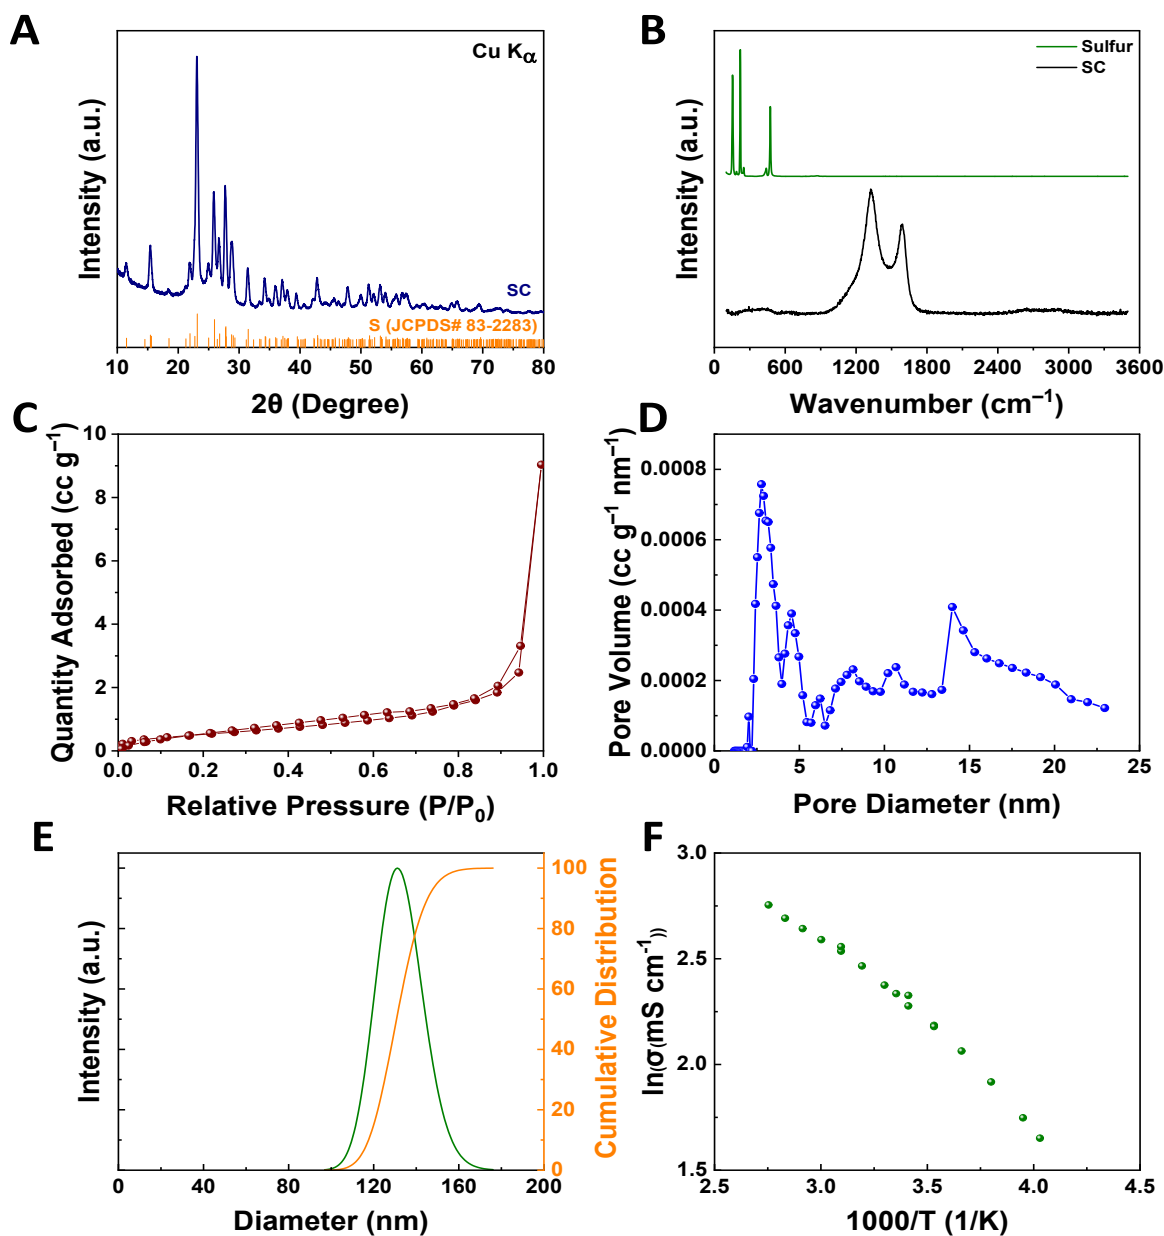 A
Cu Kα
SC
S (JCPDS# 83-2283)
Intensity (a.u.)
10 20 30 40 50 60 70 80
2θ (Degree)
B
Sulfur
SC
Intensity (a.u.)
0 600 1200 1800 2400 3000 3600
Wavenumber (cm⁻¹)
C
10
8
6
4
2
0
Quantity Adsorbed (cc g⁻¹)
0.0 0.2 0.4 0.6 0.8 1.0
Relative Pressure (P/P₀)
D
0.0008
0.0006
0.0004
0.0002
0.0000
Pore Volume (cc g⁻¹ nm⁻¹)
0 5 10 15 20 25
Pore Diameter (nm)
E
Intensity (a.u.)
100
80
60
40
20
0
Cumulative Distribution
0 40 80 120 160 200
Diameter (nm)
F
3.0
2.5
2.0
1.5
ln(σ(mS cm⁻¹))
2.5 3.0 3.5 4.0 4.5
1000/T (1/K)